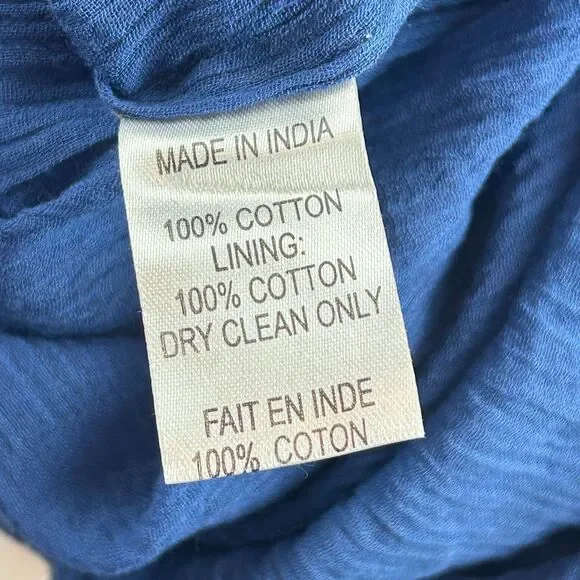 MADE IN INDIA
100% COTTON
LINING:
100% COTTON
DRY CLEAN ONLY
FAIT EN INDE
100% COTON